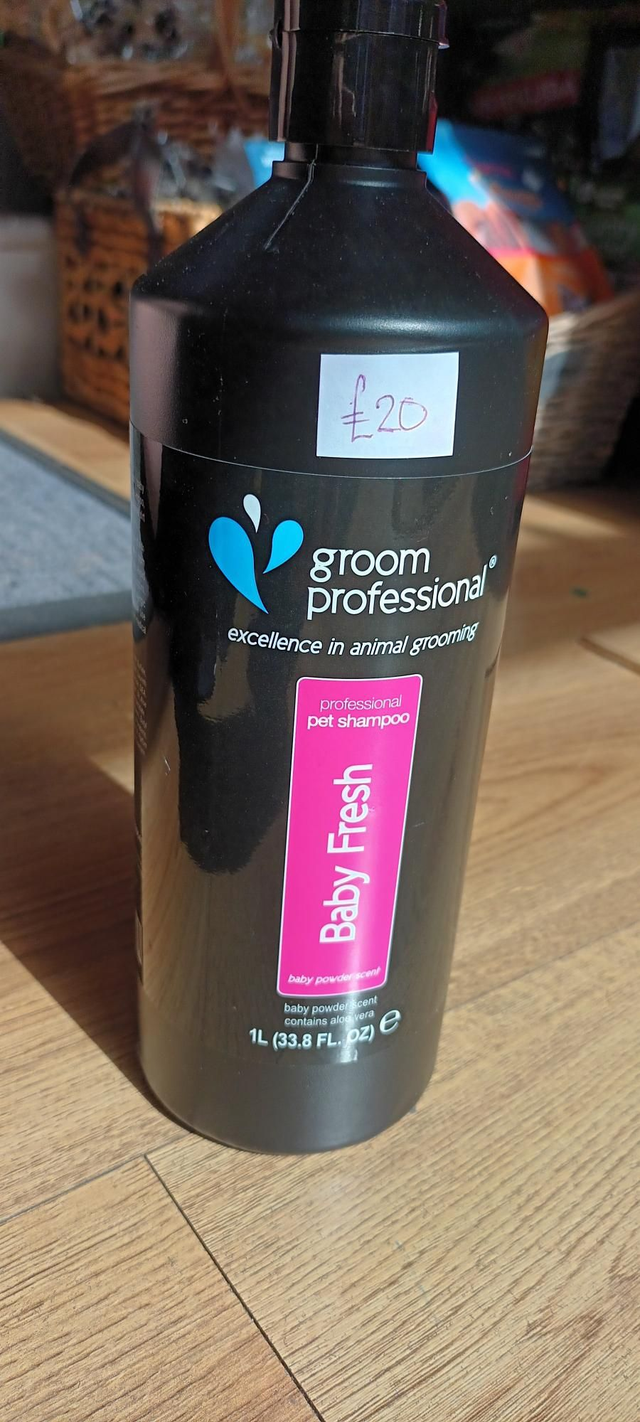 £20
groom
professional®
excellence in animal grooming
professional
pet shampoo
Baby Fresh
baby powder scent
baby powder scent
contains aloe vera
1L (33.8 FL. OZ) e